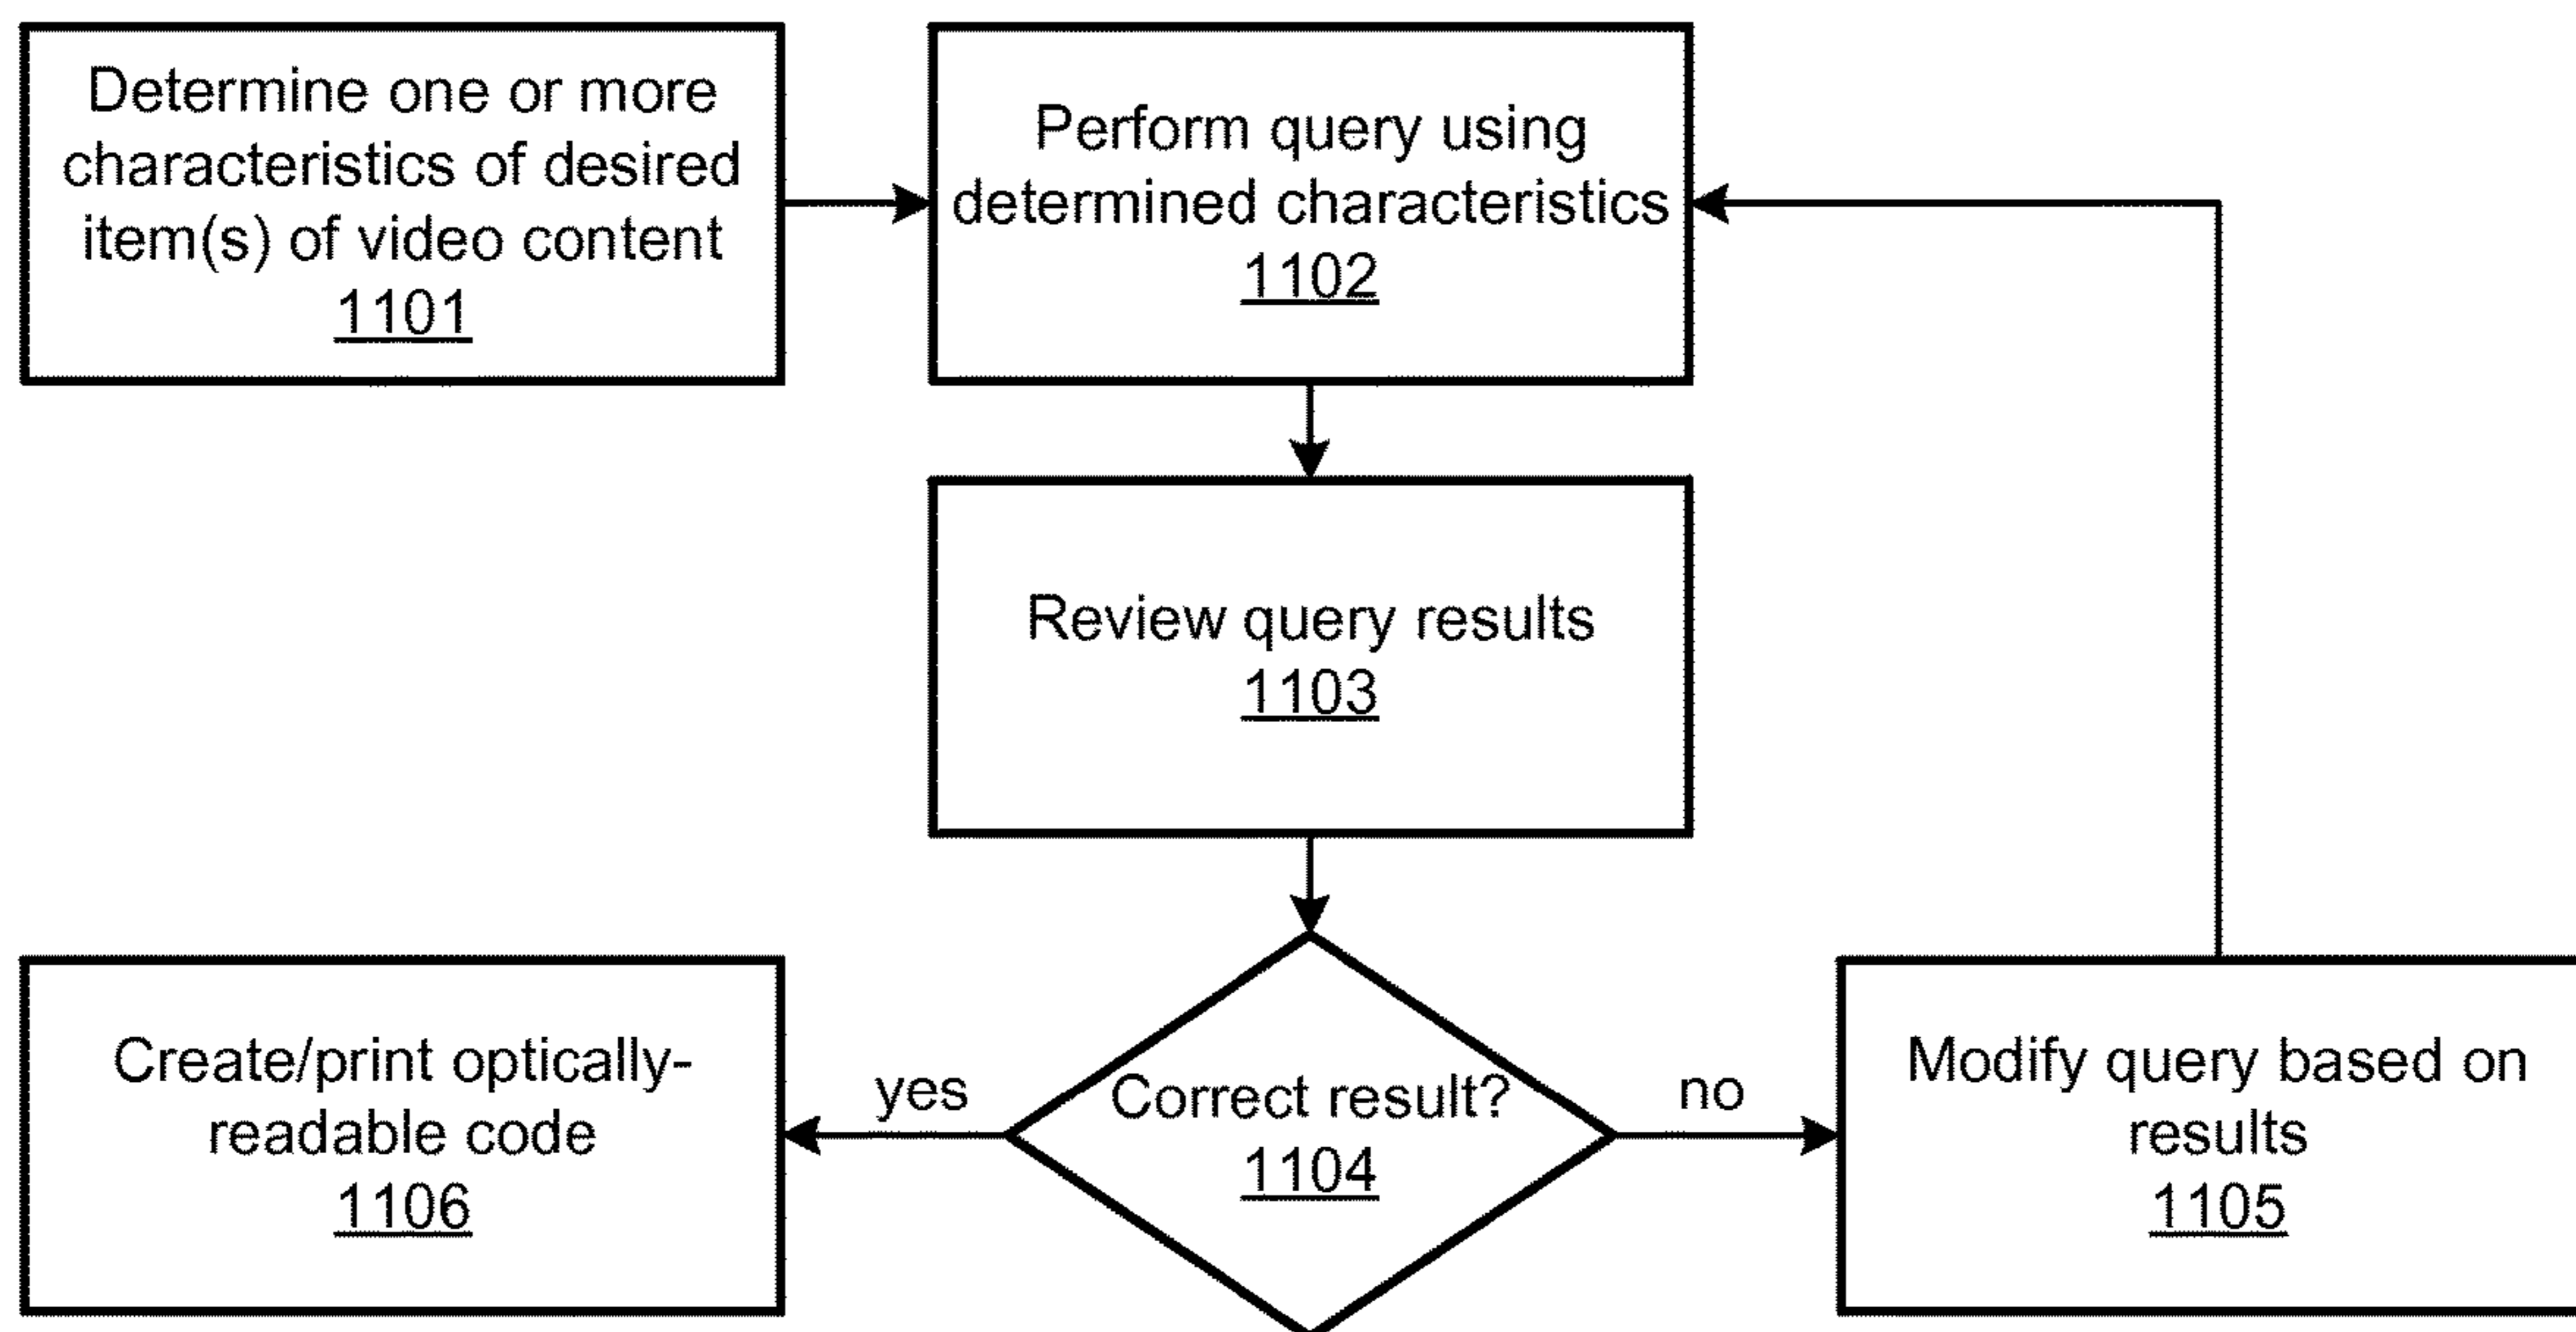 Determine one or more
characteristics of desired
item(s) of video content
1101
Perform query using
determined characteristics
1102
Review query results
1103
Correct result?
1104
yes
no
Create/print optically-
readable code
1106
Modify query based on
results
1105